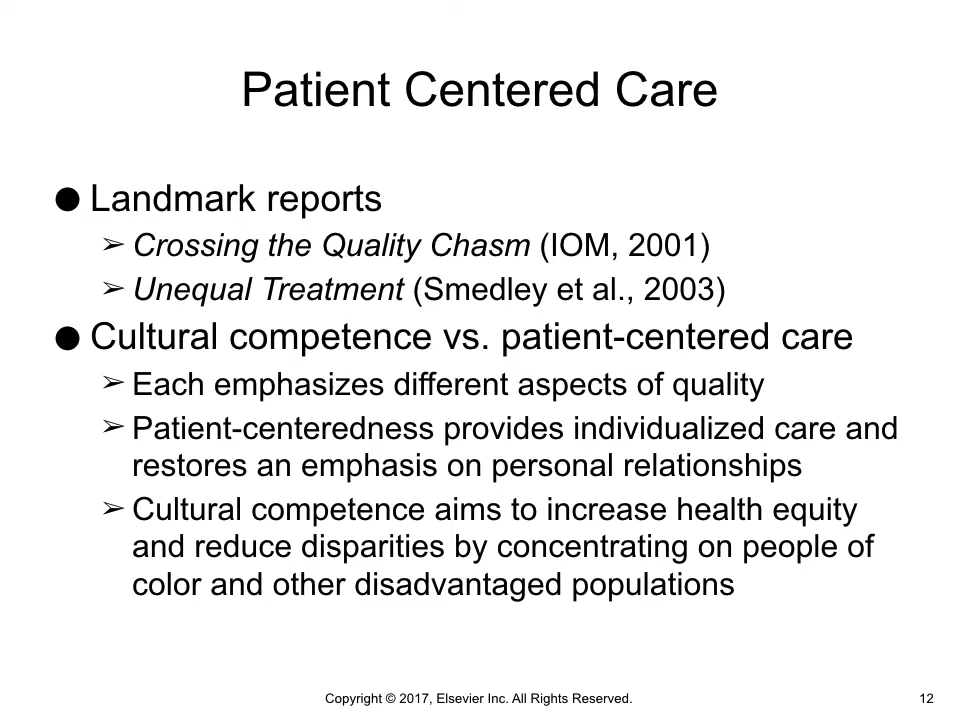 Patient Centered Care
● Landmark reports
➢ Crossing the Quality Chasm (IOM, 2001)
➢ Unequal Treatment (Smedley et al., 2003)
● Cultural competence vs. patient-centered care
➢ Each emphasizes different aspects of quality
➢ Patient-centeredness provides individualized care and
restores an emphasis on personal relationships
➢ Cultural competence aims to increase health equity
and reduce disparities by concentrating on people of
color and other disadvantaged populations
Copyright © 2017, Elsevier Inc. All Rights Reserved. 12